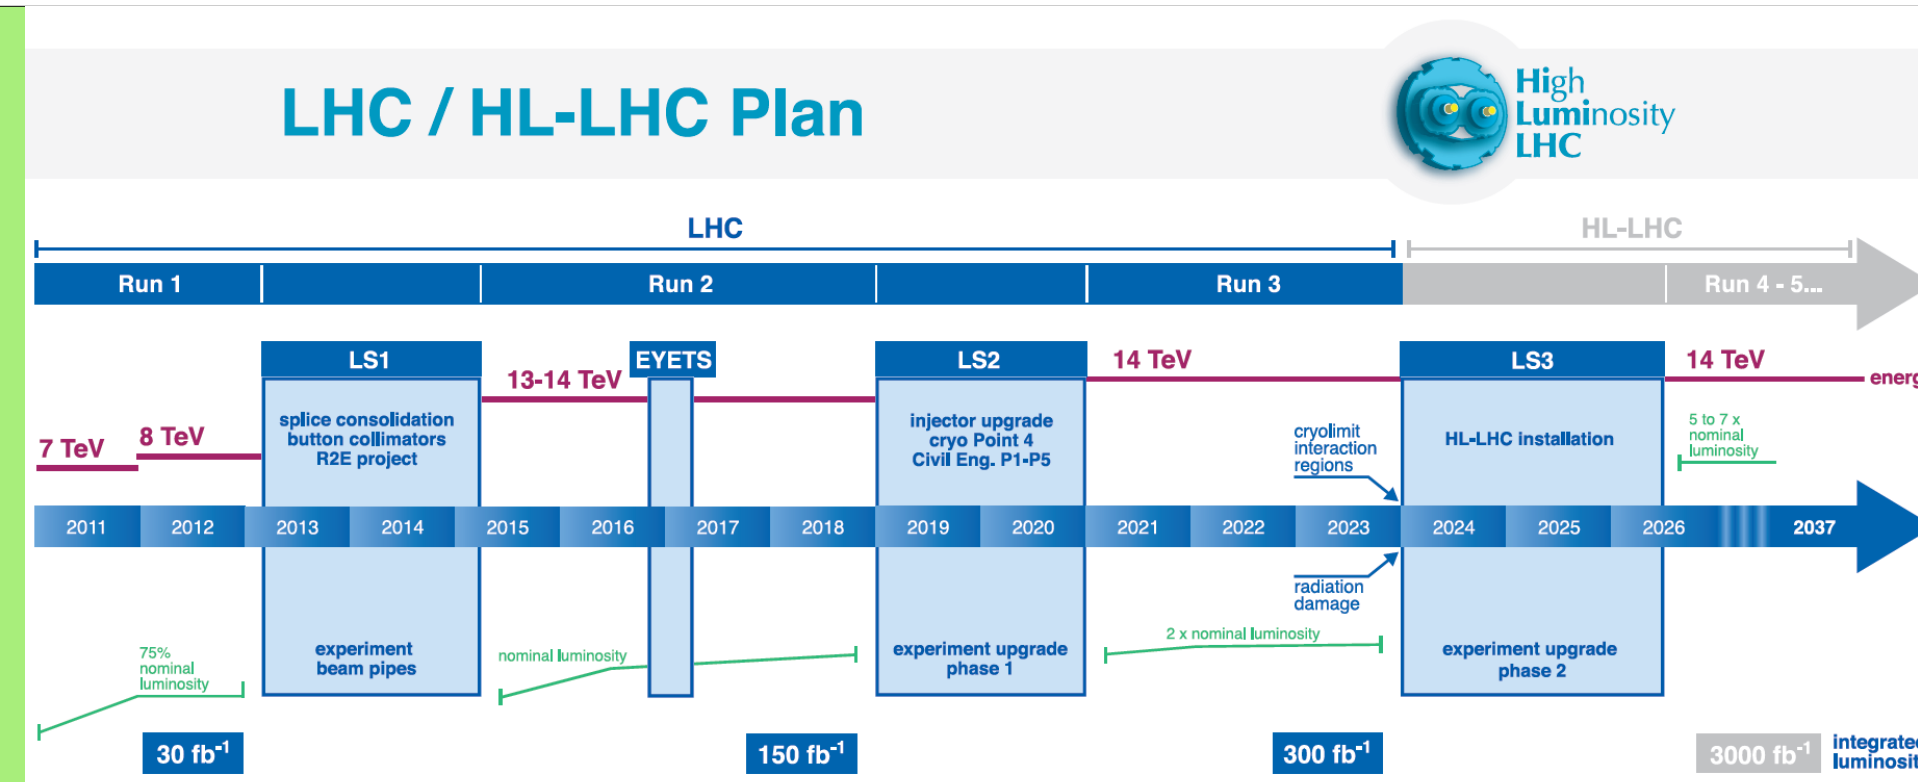 LHC / HL-LHC Plan
High
Luminosity
LHC
LHC
HL-LHC
Run 1
Run 2
Run 3
Run 4 - 5...
LS1
EYETS
LS2
LS3
7 TeV
8 TeV
13-14 TeV
14 TeV
14 TeV
energ
splice consolidation
button collimators
R2E project
injector upgrade
cryo Point 4
Civil Eng. P1-P5
cryolimit
interaction
regions
HL-LHC installation
5 to 7 x
nominal
luminosity
2011
2012
2013
2014
2015
2016
2017
2018
2019
2020
2021
2022
2023
2024
2025
2026
2037
radiation
damage
75%
nominal
luminosity
experiment
beam pipes
nominal luminosity
experiment upgrade
phase 1
2 x nominal luminosity
experiment upgrade
phase 2
30 fb⁻¹
150 fb⁻¹
300 fb⁻¹
3000 fb⁻¹
integrated
luminosit